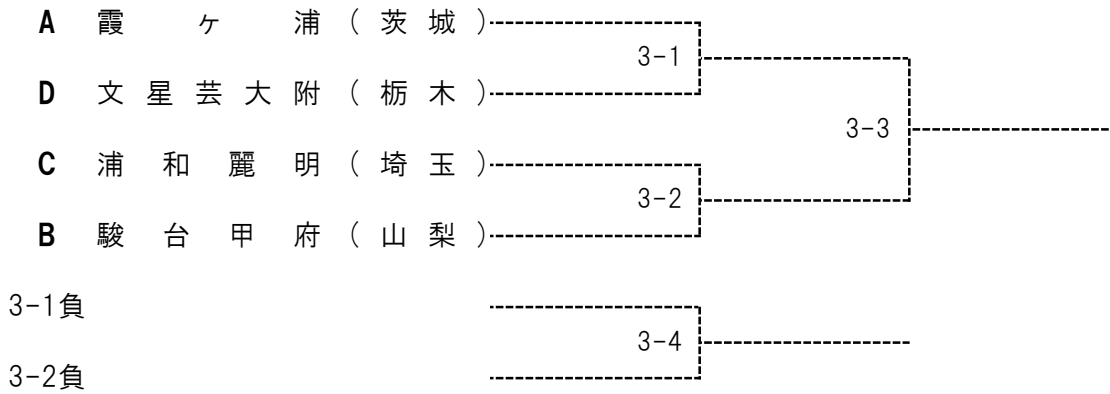 A 霞ヶ浦(茨城)
3-1
D 文星芸大附(栃木)
3-3
C 浦和麗明(埼玉)
3-2
B 駿台甲府(山梨)
3-1負
3-4
3-2負